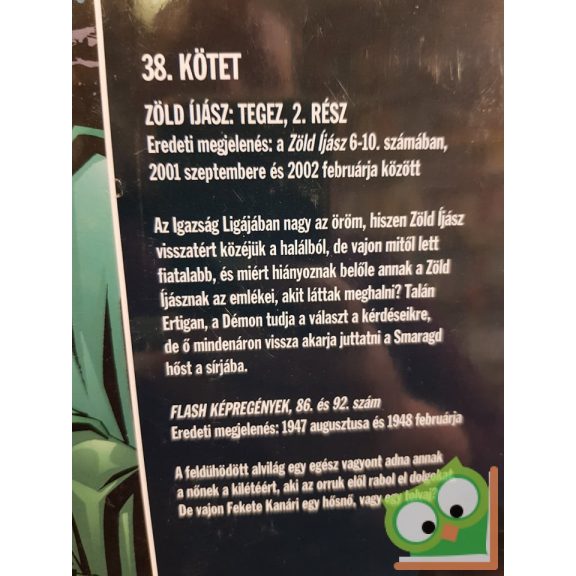 38. KÖTET
ZÖLD ÍJÁSZ: TEGEZ, 2. RÉSZ
Eredeti megjelenés: a Zöld Íjász 6-10. számában,
2001 szeptembere és 2002 februárja között
Az Igazság Ligájában nagy az öröm, hiszen Zöld Íjász
visszatért közéjük a halálból, de vajon mitől lett
fiatalabb, és miért hiányoznak belőle annak a Zöld
Íjásznak az emlékei, akit láttak meghalni? Talán
Ertigan, a Démon tudja a választ a kérdéseikre,
de ő mindenáron vissza akarja juttatni a Smaragd
hőst a sírjába.
FLASH KÉPREGÉNYEK, 86. és 92. szám
Eredeti megjelenés: 1947 augusztusa és 1948 februárja
A feldühödött alvilág egy egész vagyont adna annak
a nőnek a kilétéért, aki az orruk elől rabol el dolgokat.
De vajon Fekete Kanári egy hősnő, vagy egy tolvaj?